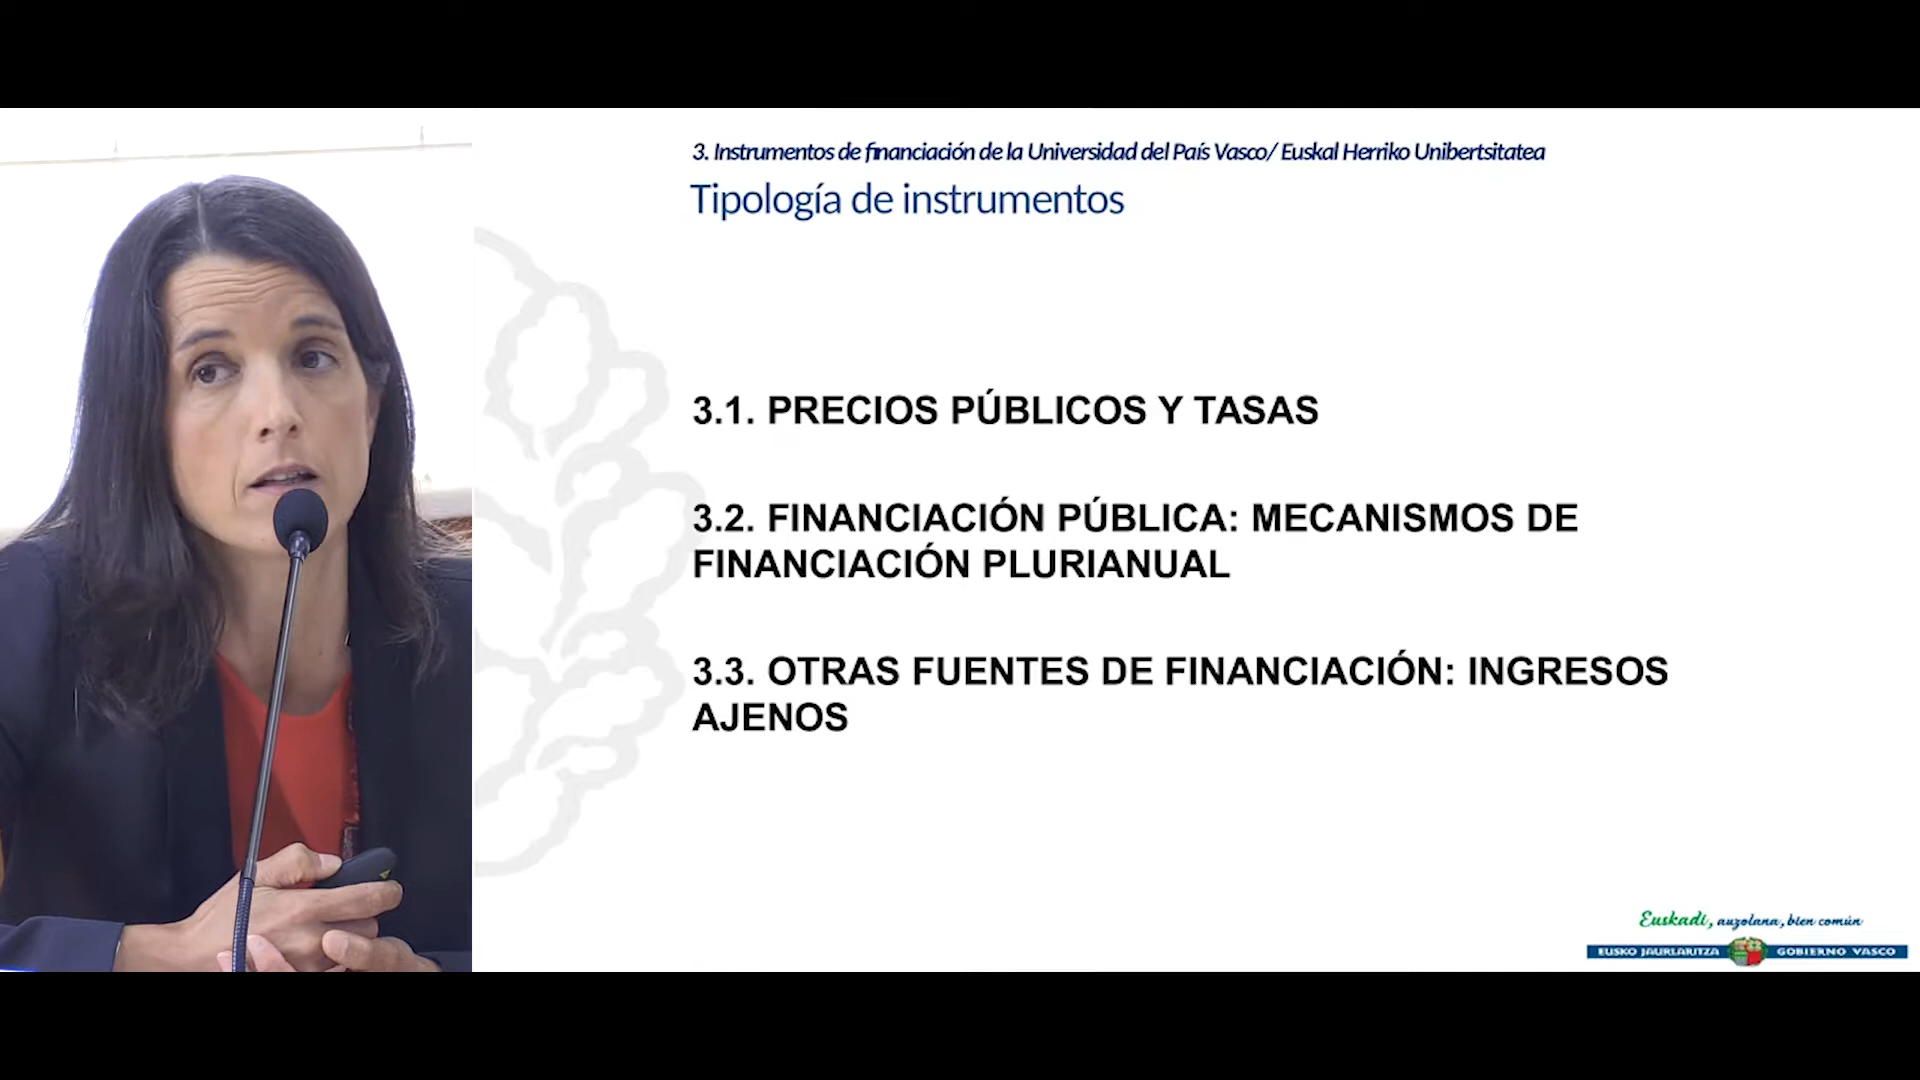 3. Instrumentos de financiación de la Universidad del País Vasco/ Euskal Herriko Unibertsitatea
Tipología de instrumentos
3.1. PRECIOS PÚBLICOS Y TASAS
3.2. FINANCIACIÓN PÚBLICA: MECANISMOS DE
FINANCIACIÓN PLURIANUAL
3.3. OTRAS FUENTES DE FINANCIACIÓN: INGRESOS
AJENOS
Euskadi, auzolana, bien común
EUSKO JAURLARITZA GOBIERNO VASCO